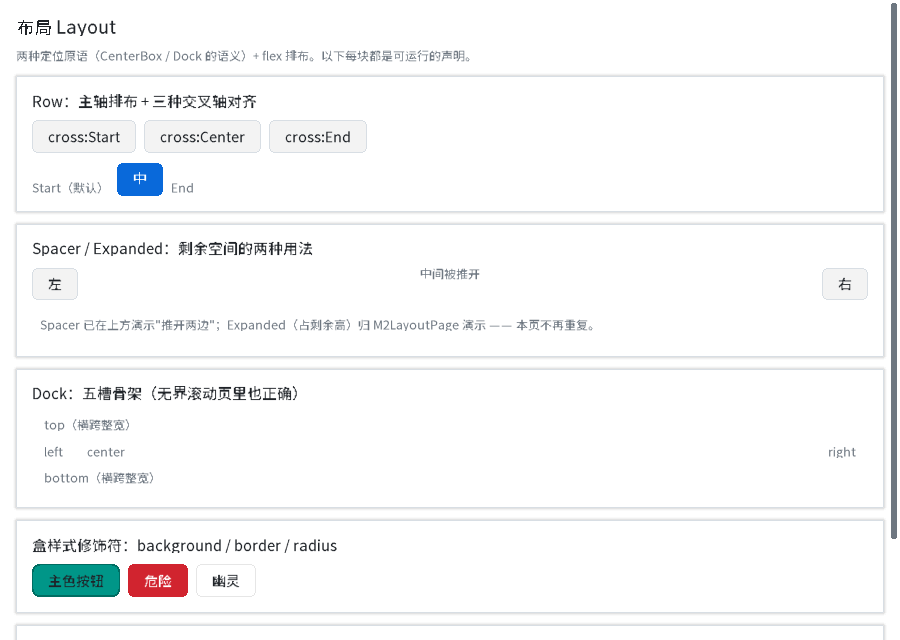 布局 Layout
两种定位原语（CenterBox / Dock 的语义）+ flex 排布。以下每块都是可运行的声明。
Row：主轴排布 + 三种交叉轴对齐
cross:Start cross:Center cross:End
Start（默认） 中 End
Spacer / Expanded：剩余空间的两种用法
左 中间被推开 右
Spacer 已在上方演示"推开两边"；Expanded（占剩余高）归 M2LayoutPage 演示 —— 本页不再重复。
Dock：五槽骨架（无界滚动页里也正确）
top（横跨整宽）
left center right
bottom（横跨整宽）
盒样式修饰符：background / border / radius
主色按钮 危险 幽灵